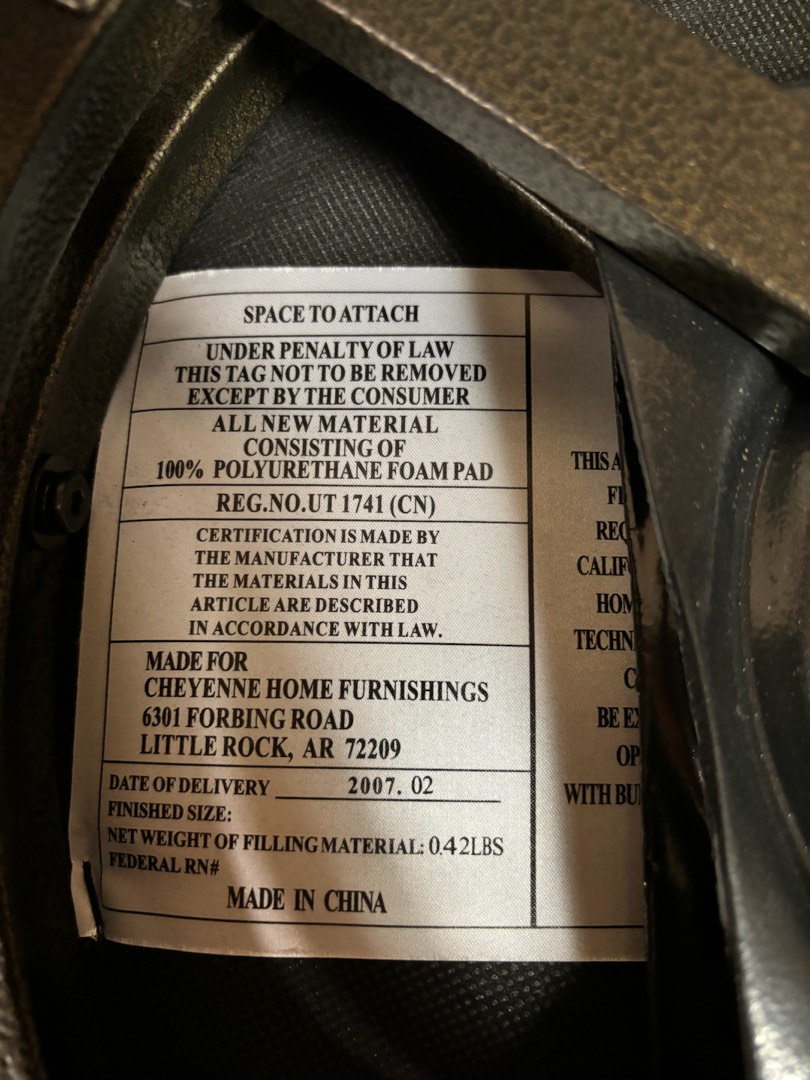 SPACE TO ATTACH
UNDER PENALTY OF LAW
THIS TAG NOT TO BE REMOVED
EXCEPT BY THE CONSUMER
ALL NEW MATERIAL
CONSISTING OF
100% POLYURETHANE FOAM PAD
REG.NO.UT 1741 (CN)
CERTIFICATION IS MADE BY
THE MANUFACTURER THAT
THE MATERIALS IN THIS
ARTICLE ARE DESCRIBED
IN ACCORDANCE WITH LAW.
MADE FOR
CHEYENNE HOME FURNISHINGS
6301 FORBING ROAD
LITTLE ROCK, AR 72209
DATE OF DELIVERY 2007. 02
FINISHED SIZE:
NET WEIGHT OF FILLING MATERIAL: 0.42LBS
FEDERAL RN#
MADE IN CHINA
THIS
BE
WITH